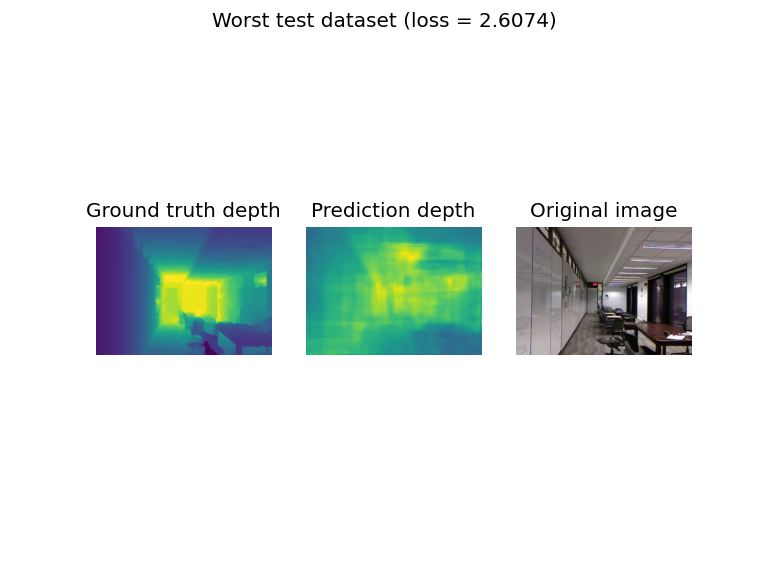 Worst test dataset (loss = 2.6074)
Ground truth depth
Prediction depth
Original image